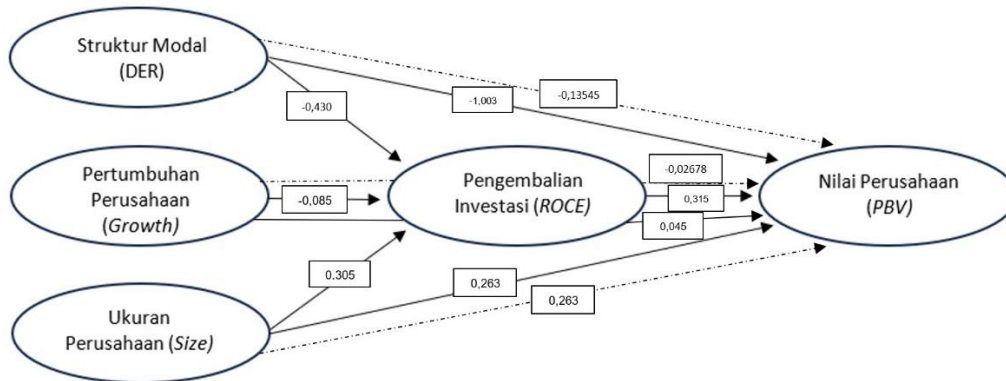 Struktur Modal
(DER)
-0,430
-1,003
-0,13545
Pertumbuhan
Perusahaan
(Growth)
-0,085
Pengembalian
Investasi (ROCE)
-0,02678
0,315
0,045
Nilai Perusahaan
(PBV)
Ukuran
Perusahaan (Size)
0.305
0,263
0,263